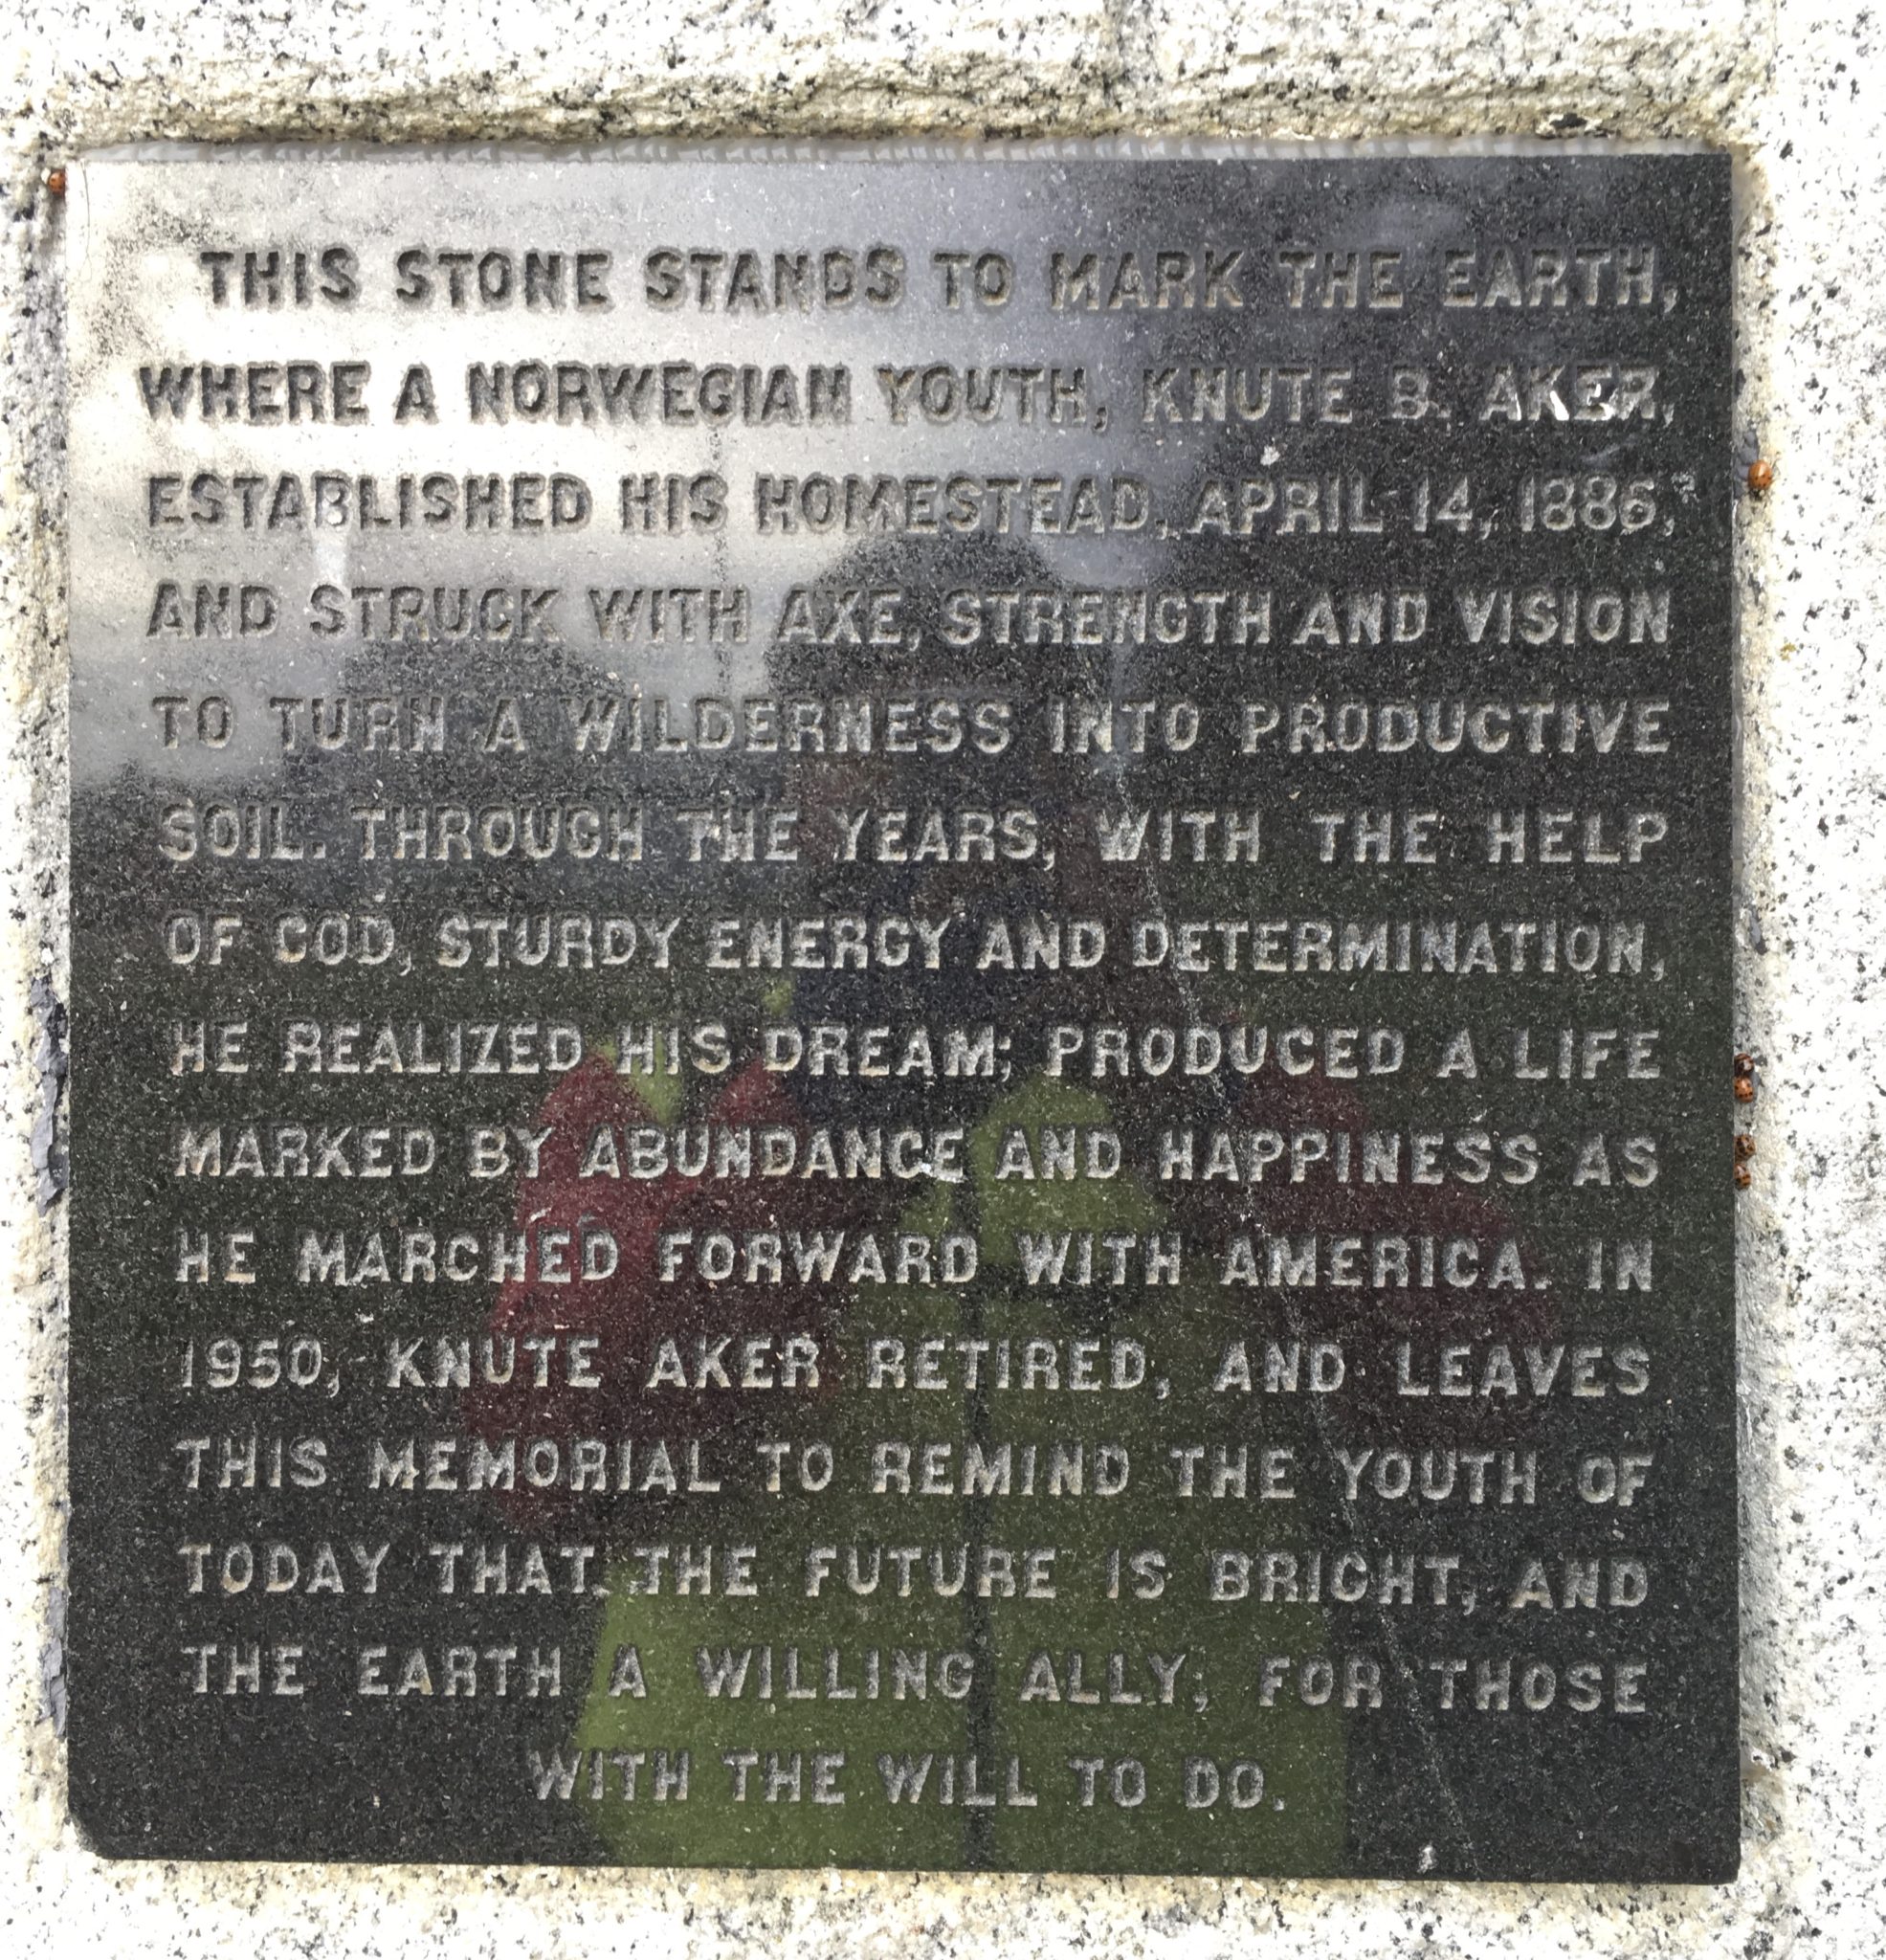 THIS STONE STANDS TO MARK THE EARTH,
WHERE A NORWEGIAN YOUTH, KNUTE B. AKER,
ESTABLISHED HIS HOMESTEAD, APRIL 14, 1886,
AND STRUCK WITH AXE, STRENGTH AND VISION
TO TURN A WILDERNESS INTO PRODUCTIVE
SOIL. THROUGH THE YEARS, WITH THE HELP
OF GOD, STURDY ENERGY AND DETERMINATION,
HE REALIZED HIS DREAM; PRODUCED A LIFE
MARKED BY ABUNDANCE AND HAPPINESS AS
HE MARCHED FORWARD WITH AMERICA. IN
1950, KNUTE AKER RETIRED, AND LEAVES
THIS MEMORIAL TO REMIND THE YOUTH OF
TODAY THAT THE FUTURE IS BRIGHT, AND
THE EARTH A WILLING ALLY; FOR THOSE
WITH THE WILL TO DO.